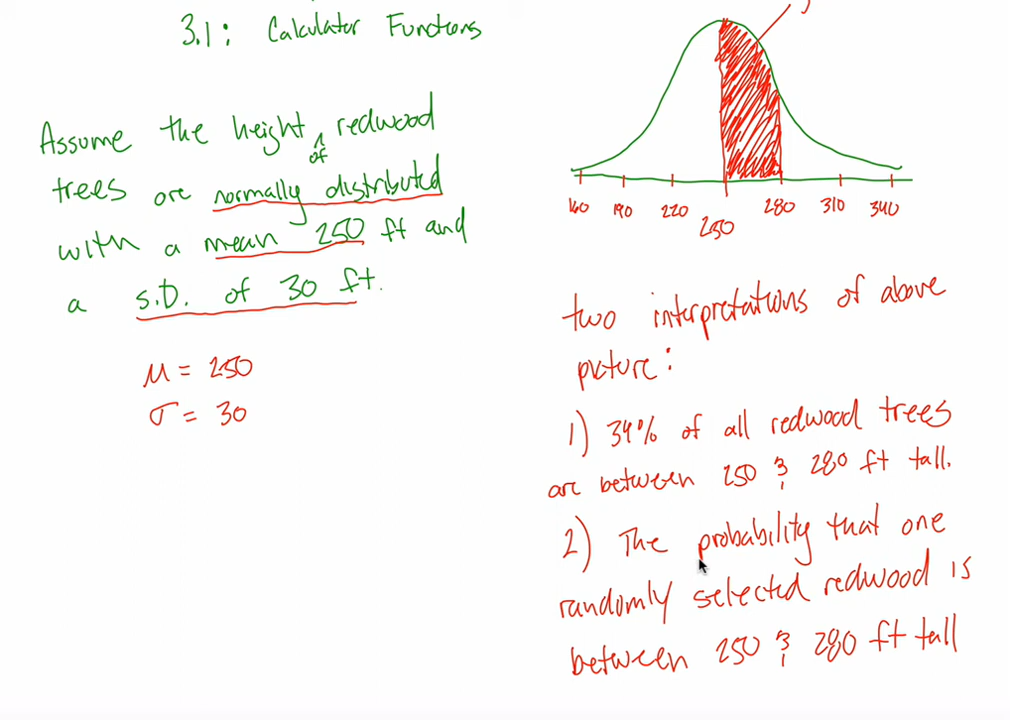 3.1: Calculator Functions
Assume the height of redwood
trees are normally distributed
with a mean 250 ft and
a S.D. of 30 ft.
μ = 250
σ = 30
160 190 220 250 280 310 340
two interpretations of above
picture:
1) 34% of all redwood trees
are between 250 & 280 ft tall.
2) The probability that one
randomly selected redwood is
between 250 & 280 ft tall